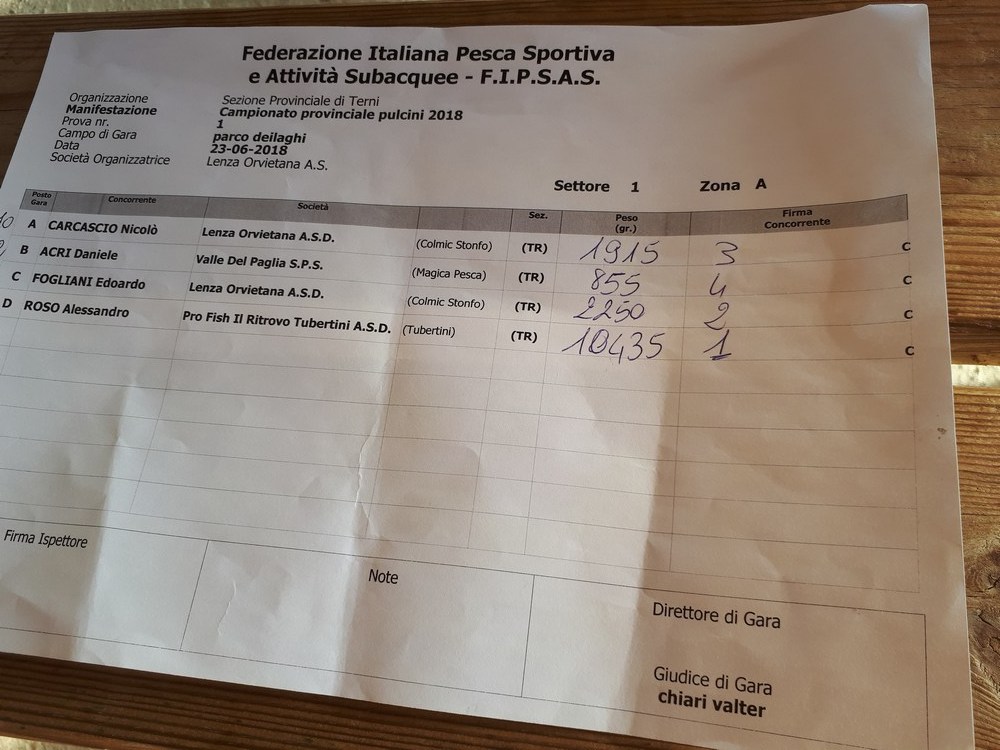 Federazione Italiana Pesca Sportiva
e Attività Subacquee - F.I.P.S.A.S.
Organizzazione Sezione Provinciale di Terni
Manifestazione Campionato provinciale pulcini 2018
Prova nr. 1
Campo di Gara parco deilaghi
Data 23-06-2018
Società Organizzatrice Lenza Orvietana A.S.
Settore 1 Zona A
Posto Gara Concorrente Società Sez. Peso (gr.) Firma Concorrente
A CARCASCIO Nicolò Lenza Orvietana A.S.D. (Colmic Stonfo) (TR) 1915 3 C
B ACRI Daniele Valle Del Paglia S.P.S. (Magica Pesca) (TR) 855 4 C
C FOGLIANI Edoardo Lenza Orvietana A.S.D. (Colmic Stonfo) (TR) 2250 2 C
D ROSO Alessandro Pro Fish Il Ritrovo Tubertini A.S.D. (Tubertini) (TR) 10435 1 C
Firma Ispettore
Note
Direttore di Gara
Giudice di Gara
chiari valter